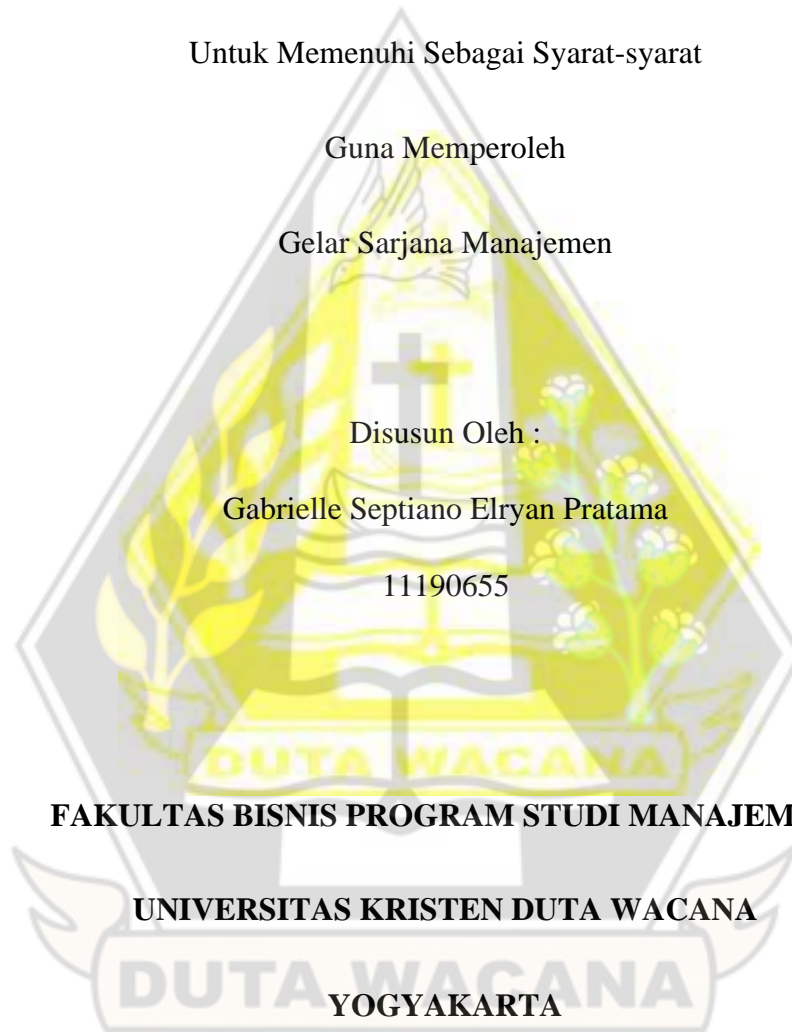 Untuk Memenuhi Sebagai Syarat-syarat
Guna Memperoleh
Gelar Sarjana Manajemen
Disusun Oleh :
Gabrielle Septiano Elryan Pratama
11190655
DUTA WACANA
FAKULTAS BISNIS PROGRAM STUDI MANAJEM
UNIVERSITAS KRISTEN DUTA WACANA
DUTA WACANA
YOGYAKARTA